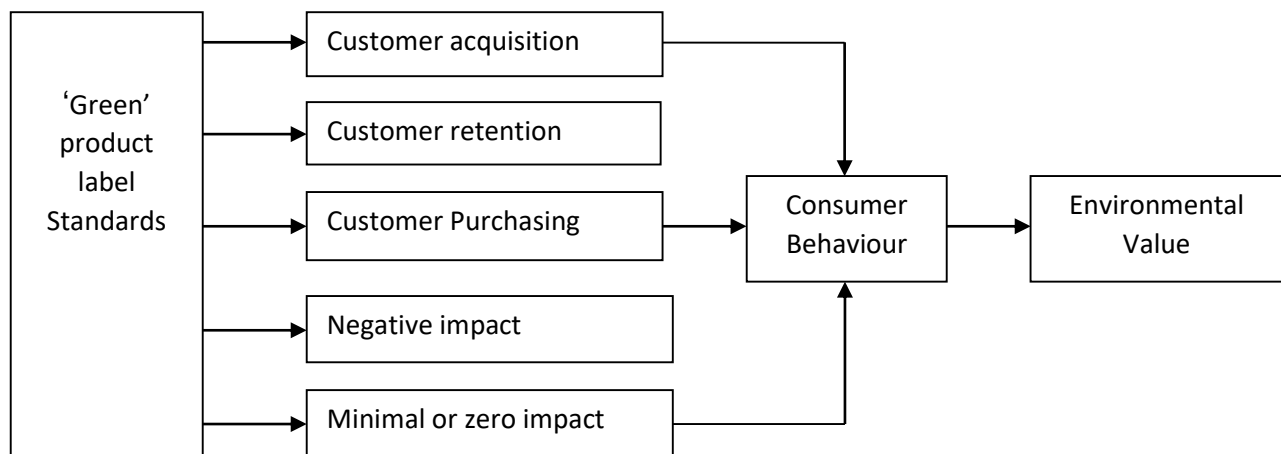 ‘Green’
product
label
Standards
Customer acquisition
Customer retention
Customer Purchasing
Negative impact
Minimal or zero impact
Consumer
Behaviour
Environmental
Value